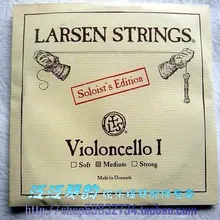 LARSEN STRINGS
Soloist's Edition
Violoncello I
Soft Medium Strong
Made in Denmark